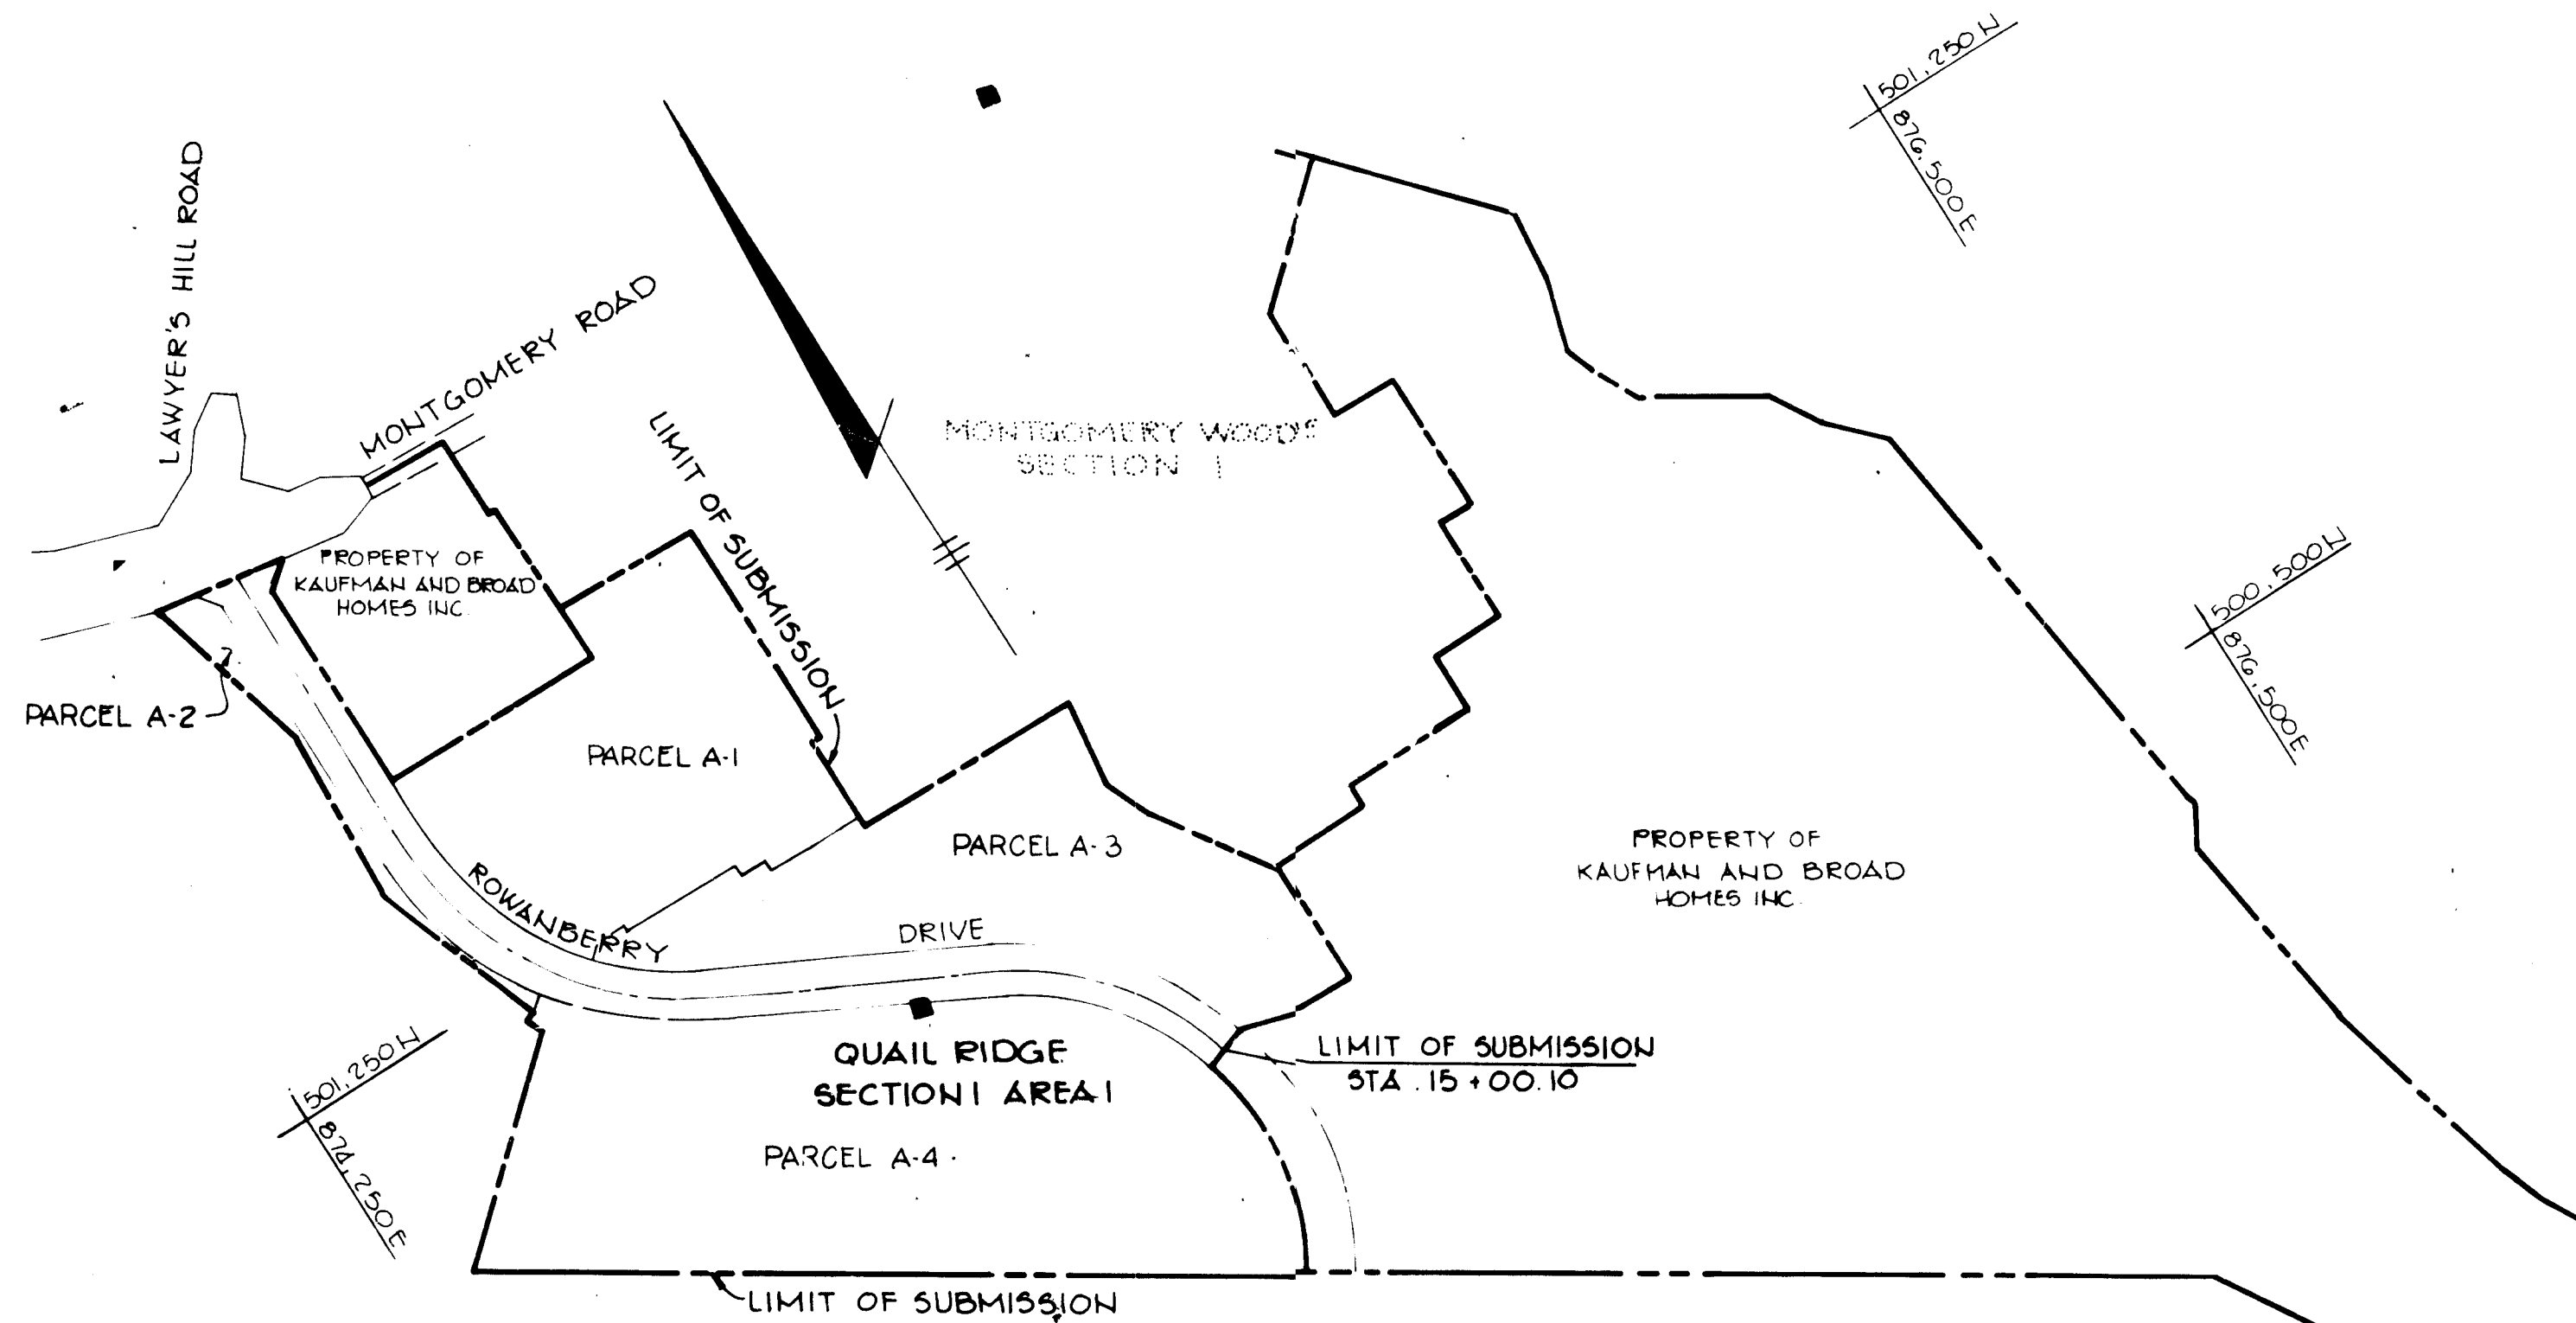 501,250 N
876,500 E
LAWYER'S HILL ROAD
MONTGOMERY ROAD
LIMIT OF SUBMISSION
MONTGOMERY WOODS
SECTION 1
PROPERTY OF
KAUFMAN AND BROAD
HOMES INC.
500,500 N
876,500 E
PARCEL A-2
PARCEL A-1
PARCEL A-3
PROPERTY OF
KAUFMAN AND BROAD
HOMES INC.
ROWANBERRY DRIVE
QUAIL RIDGE
SECTION 1 AREA 1
LIMIT OF SUBMISSION
STA. 15+00.10
501,250 N
874,250 E
PARCEL A-4
LIMIT OF SUBMISSION